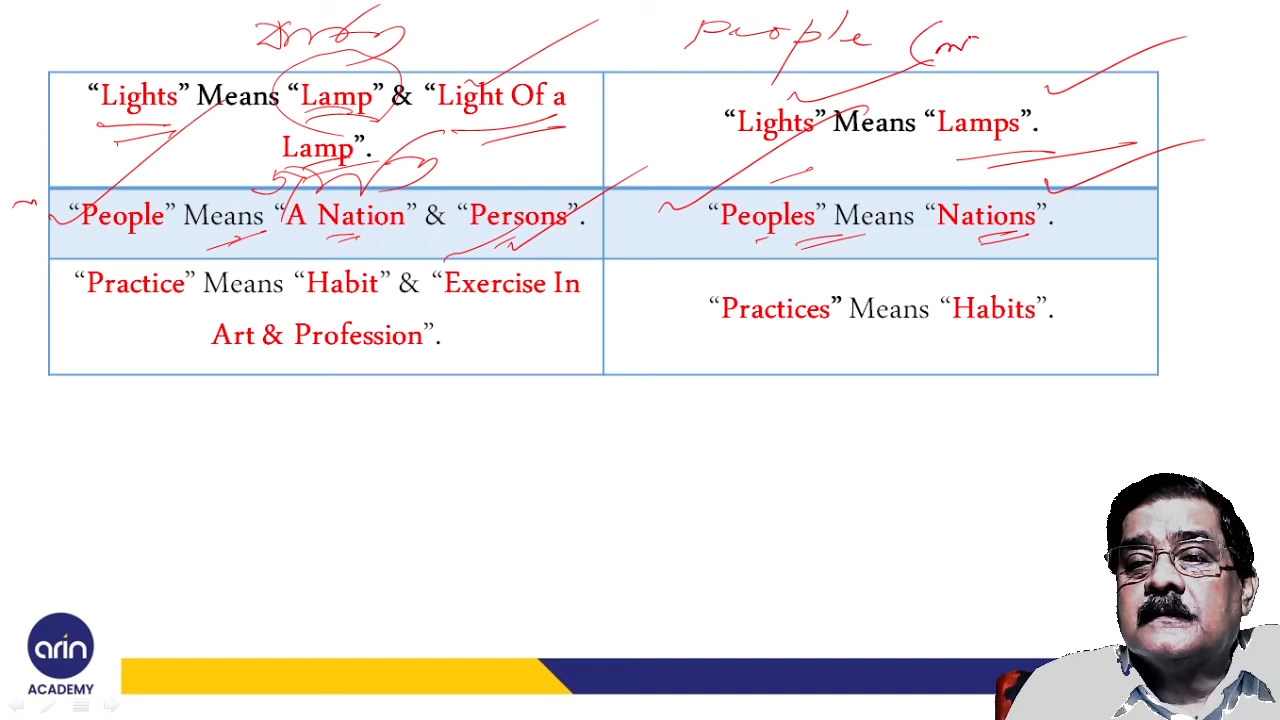 People (
“Lights” Means “Lamp” & “Light Of a
Lamp”.
“Lights” Means “Lamps”.
“People” Means “A Nation” & “Persons”.
“Peoples” Means “Nations”.
“Practice” Means “Habit” & “Exercise In
Art & Profession”.
“Practices” Means “Habits”.
arin
ACADEMY